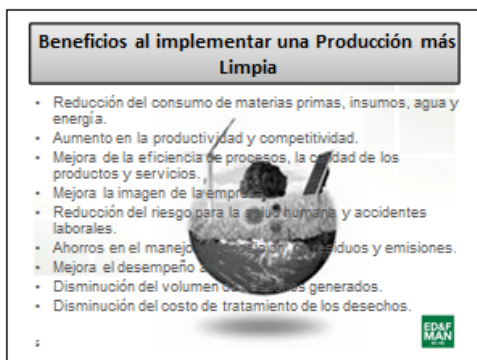 Beneficios al implementar una Producción más
Limpia
- Reducción del consumo de materias primas, insumos, agua y
energía.
- Aumento en la productividad y competitividad.
- Mejora de la eficiencia de procesos, la calidad de los
productos y servicios.
- Mejora la imagen de la empresa
- Reducción del riesgo para la salud humana y accidentes
laborales.
- Ahorros en el manejo residuos y emisiones.
- Mejora el desempeño
- Disminución del volumen generados.
- Disminución del costo de tratamiento de los desechos.
ED&F
MAN